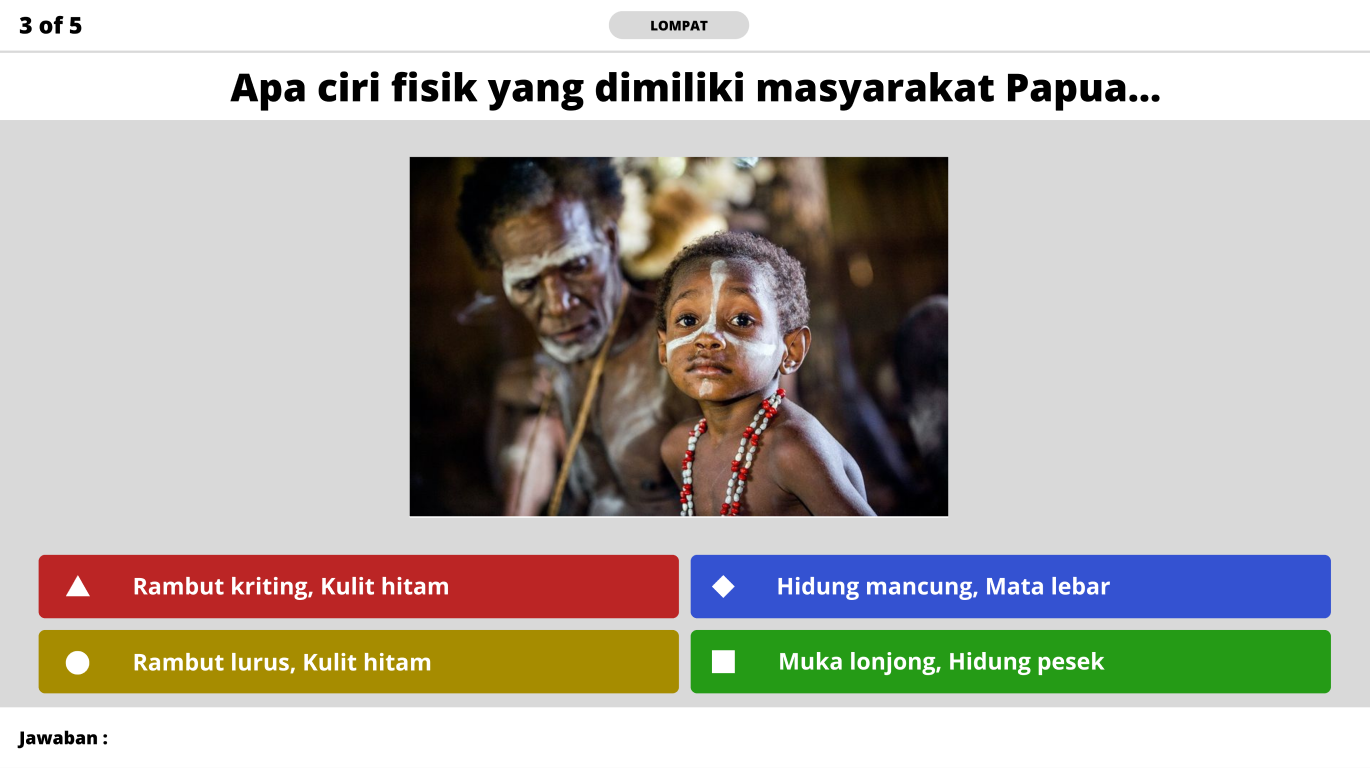 3 of 5
LOMPAT
Apa ciri fisik yang dimiliki masyarakat Papua...
Rambut kriting, Kulit hitam
Hidung mancung, Mata lebar
Rambut lurus, Kulit hitam
Muka lonjong, Hidung pesek
Jawaban :